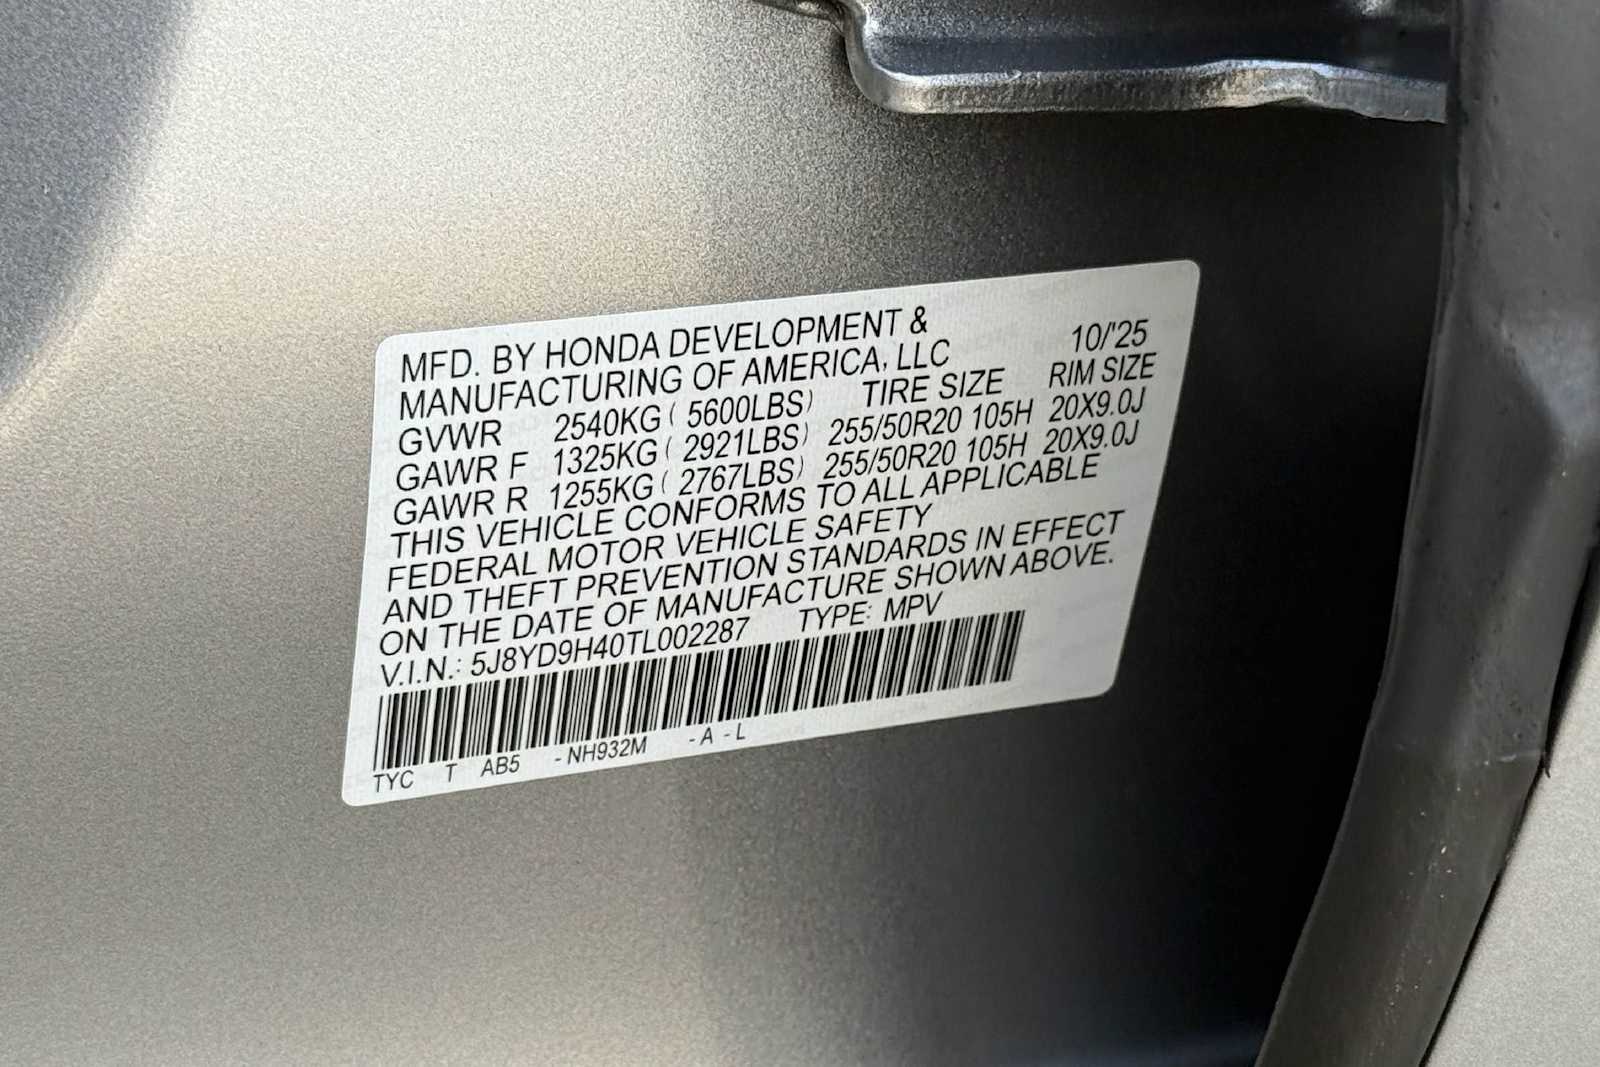 MFD. BY HONDA DEVELOPMENT &
MANUFACTURING OF AMERICA, LLC 10/'25
GVWR 2540KG ( 5600LBS) TIRE SIZE RIM SIZE
GAWR F 1325KG ( 2921LBS) 255/50R20 105H 20X9.0J
GAWR R 1255KG ( 2767LBS) 255/50R20 105H 20X9.0J
THIS VEHICLE CONFORMS TO ALL APPLICABLE
FEDERAL MOTOR VEHICLE SAFETY
AND THEFT PREVENTION STANDARDS IN EFFECT
ON THE DATE OF MANUFACTURE SHOWN ABOVE.
V.I.N.: 5J8YD9H40TL002287 TYPE: MPV
TYC T AB5 - NH932M - A - L